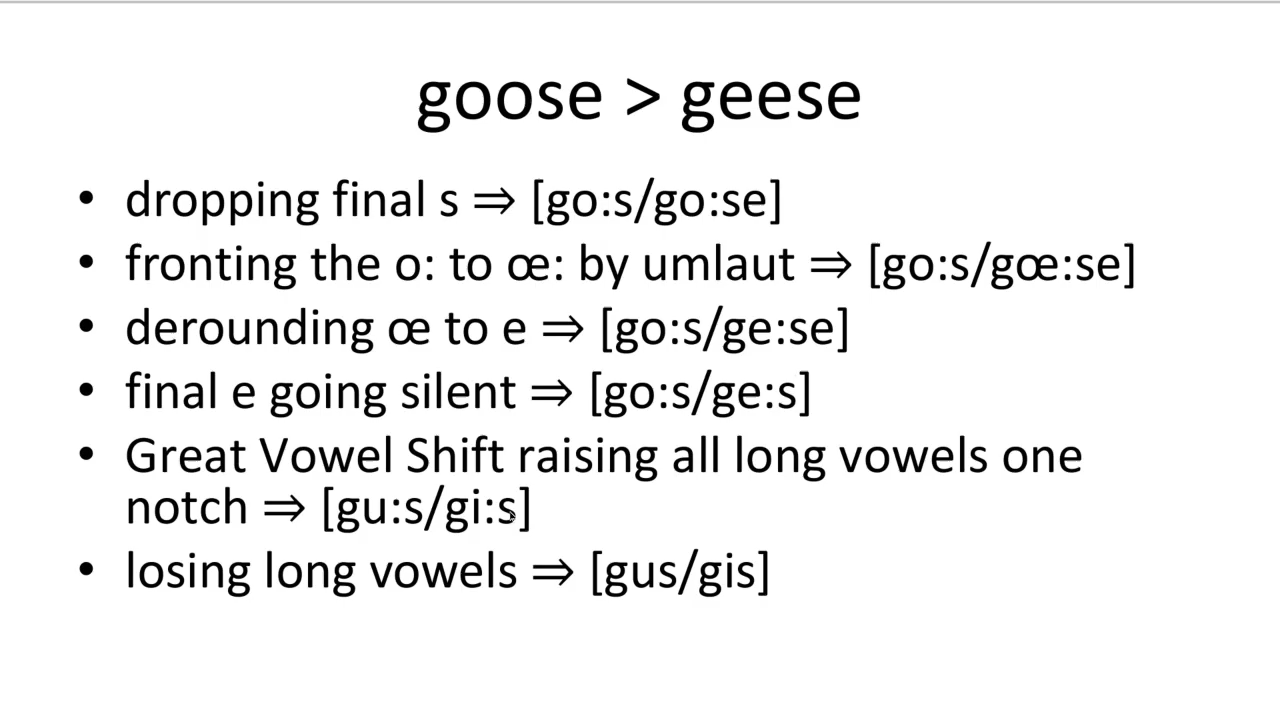 goose > geese
• dropping final s ⇒ [go:s/go:se]
• fronting the o: to œ: by umlaut ⇒ [go:s/gœ:se]
• derounding œ to e ⇒ [go:s/ge:se]
• final e going silent ⇒ [go:s/ge:s]
• Great Vowel Shift raising all long vowels one
notch ⇒ [gu:s/gi:s]
• losing long vowels ⇒ [gus/gis]